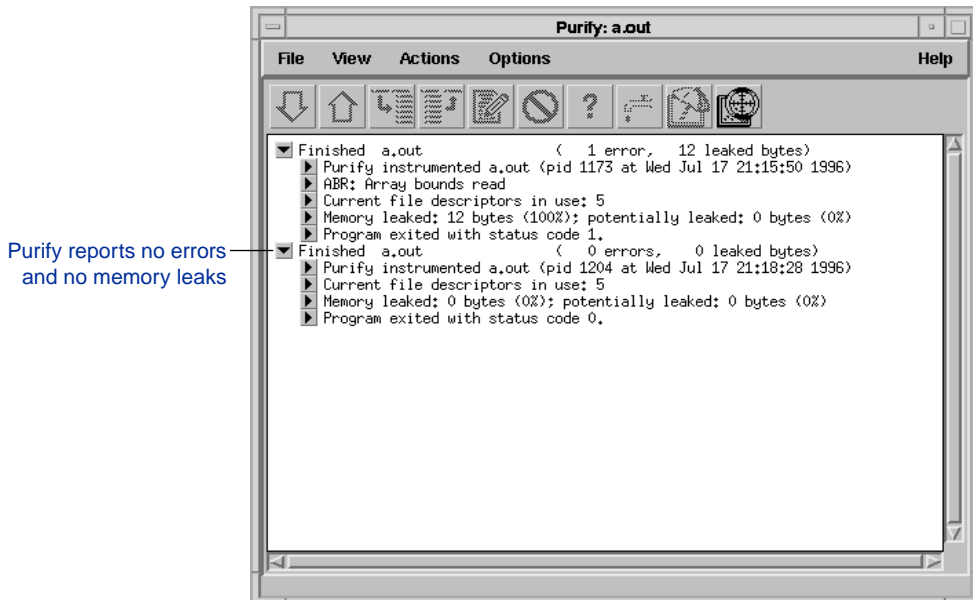 Purify: a.out
File View Actions Options Help
?
Finished a.out ( 1 error, 12 leaked bytes)
Purify instrumented a.out (pid 1173 at Wed Jul 17 21:15:50 1996)
ABR: Array bounds read
Current file descriptors in use: 5
Memory leaked: 12 bytes (100%); potentially leaked: 0 bytes (0%)
Program exited with status code 1.
Purify reports no errors
and no memory leaks
Finished a.out ( 0 errors, 0 leaked bytes)
Purify instrumented a.out (pid 1204 at Wed Jul 17 21:18:28 1996)
Current file descriptors in use: 5
Memory leaked: 0 bytes (0%); potentially leaked: 0 bytes (0%)
Program exited with status code 0.